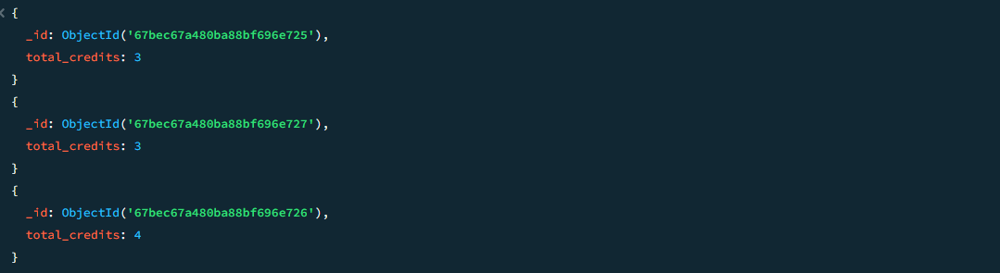 {
_id: ObjectId('67bec67a480ba88bf696e725'),
total_credits: 3
}
{
_id: ObjectId('67bec67a480ba88bf696e727'),
total_credits: 3
}
{
_id: ObjectId('67bec67a480ba88bf696e726'),
total_credits: 4
}